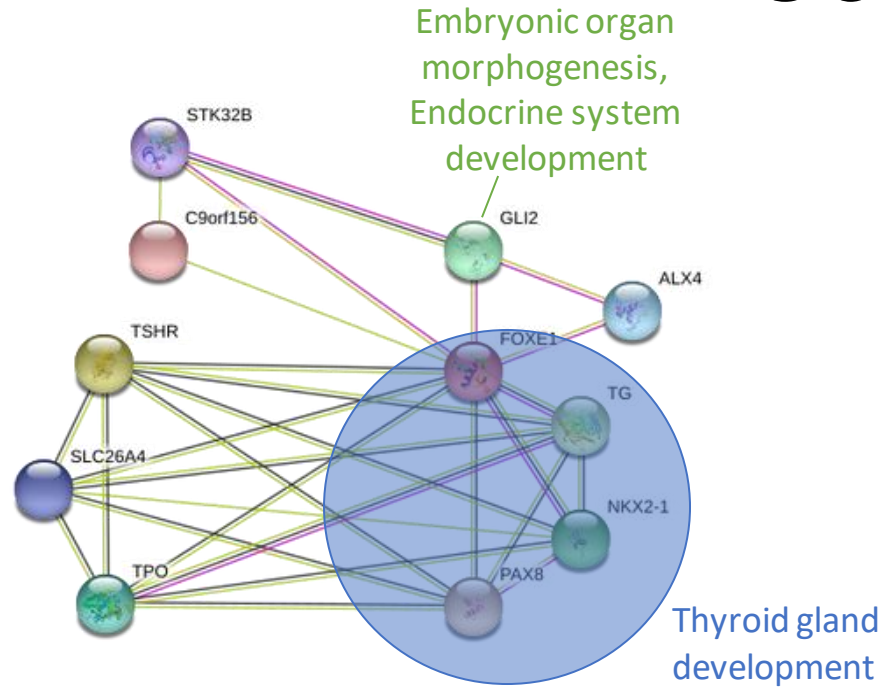 Embryonic organ
morphogenesis,
Endocrine system
development
STK32B
C9orf156
GLI2
ALX4
TSHR
FOXE1
TG
SLC26A4
NKX2-1
TPO
PAX8
Thyroid gland
development